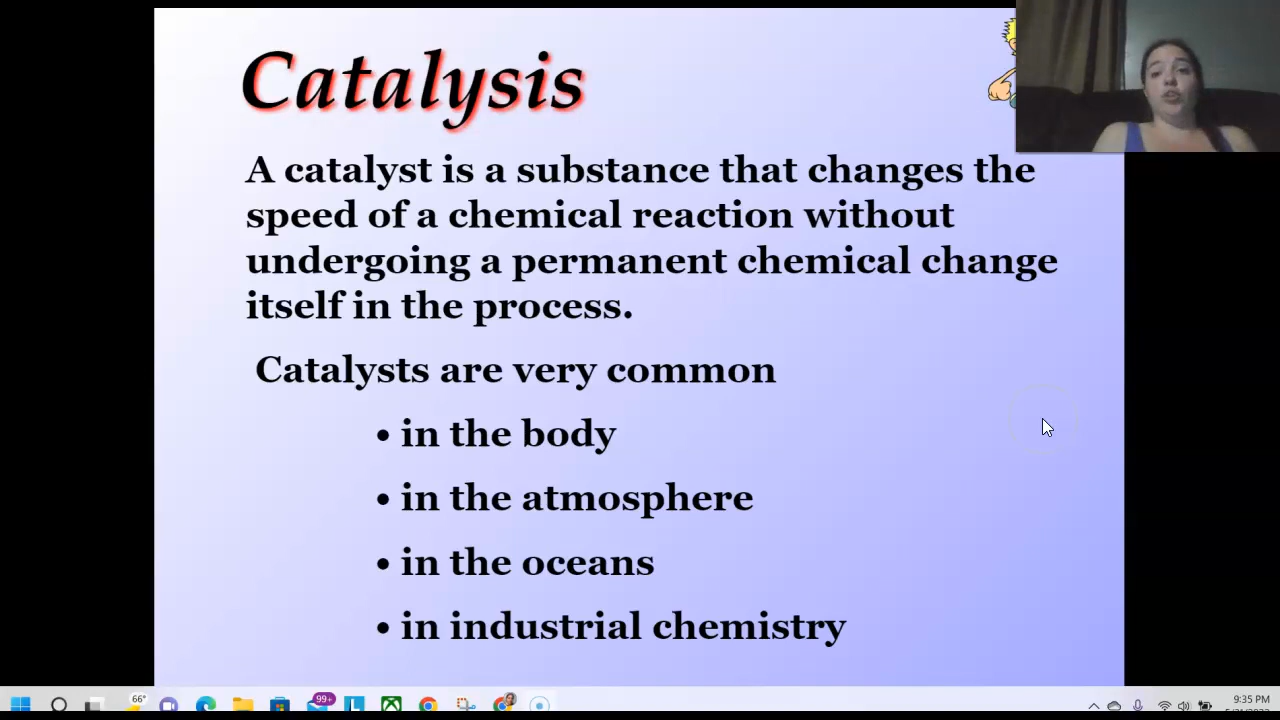 Catalysis
A catalyst is a substance that changes the
speed of a chemical reaction without
undergoing a permanent chemical change
itself in the process.
Catalysts are very common
• in the body
• in the atmosphere
• in the oceans
• in industrial chemistry
66°
99+
9:35 PM